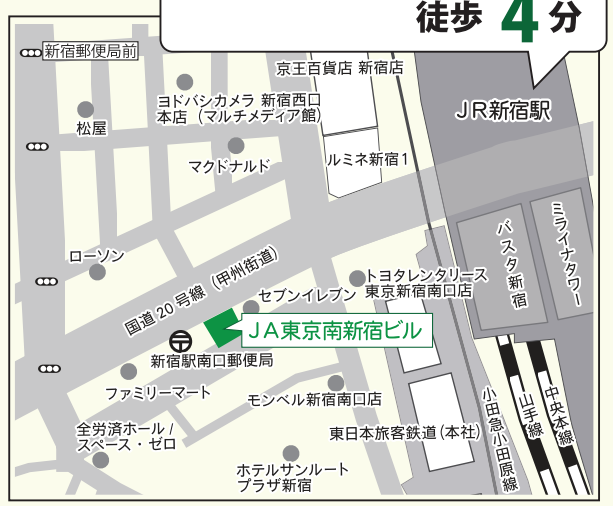 徒歩 4 分
新宿郵便局前
京王百貨店 新宿店
JR新宿駅
ヨドバシカメラ 新宿西口
本店（マルチメディア館）
松屋
マクドナルド
ルミネ新宿1
ミライナタワー
バスタ新宿
ローソン
国道20号線（甲州街道）
トヨタレンタリース
東京新宿南口店
セブンイレブン
JA東京南新宿ビル
新宿駅南口郵便局
ファミリーマート
モンベル新宿南口店
小田急小田原線
山手線
中央本線
全労済ホール /
スペース・ゼロ
東日本旅客鉄道(本社)
ホテルサンルート
プラザ新宿